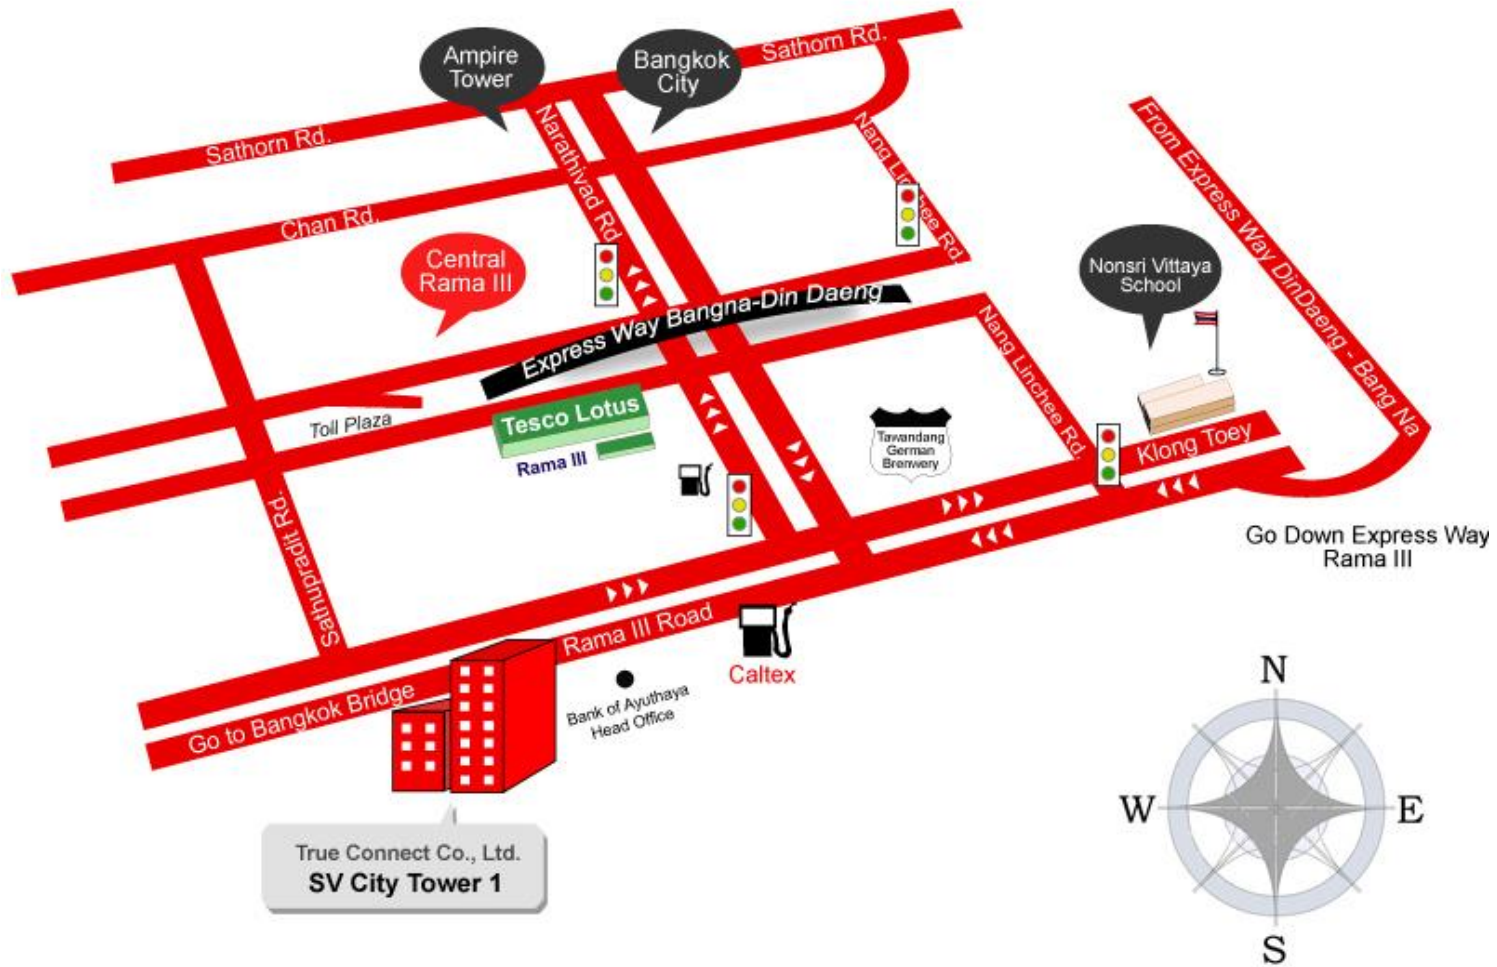 Ampire
Tower
Bangkok
City
Sathorn Rd.
Sathorn Rd.
Narathivad Rd
Nang Linchee Rd.
From Express Way DinDaeng - Bang Na
Chan Rd.
Central
Rama III
Nonsri Vittaya
School
Express Way Bangna-Din Daeng
Nang Linchee Rd.
Toll Plaza
Tesco Lotus
Rama III
Tawandang
German
Brenwery
Klong Toey
Sathupradit Rd.
Go Down Express Way
Rama III
Rama III Road
Caltex
Go to Bangkok Bridge
Bank of Ayuthaya
Head Office
True Connect Co., Ltd.
SV City Tower 1
N
W
E
S